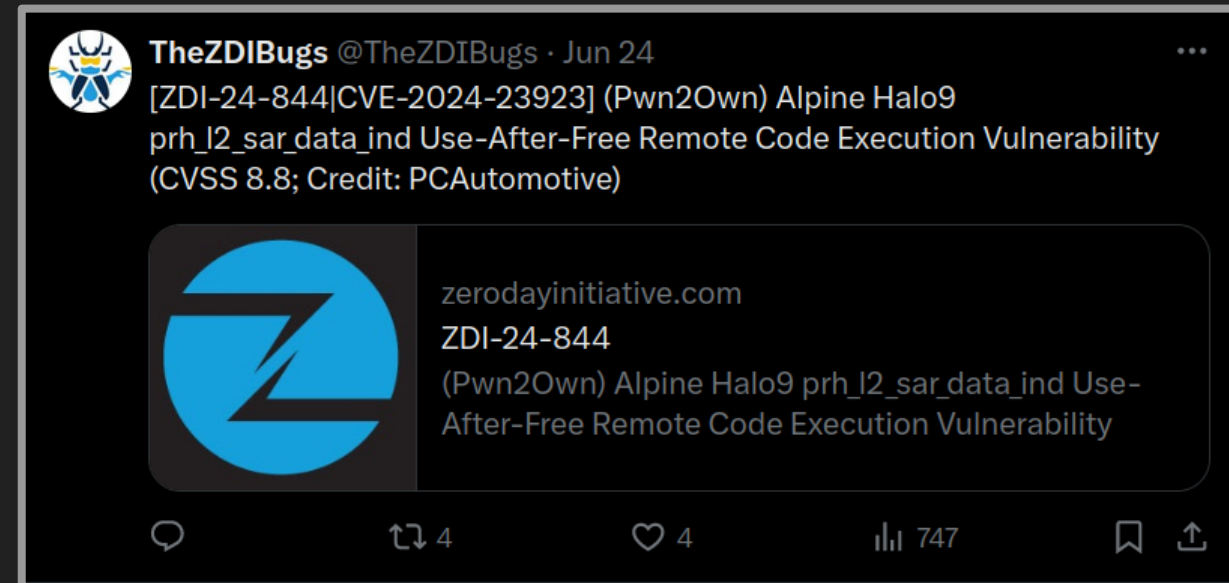 TheZDIBugs @TheZDIBugs · Jun 24
[ZDI-24-844|CVE-2024-23923] (Pwn2Own) Alpine Halo9
prh_l2_sar_data_ind Use-After-Free Remote Code Execution Vulnerability
(CVSS 8.8; Credit: PCAutomotive)
zerodayinitiative.com
ZDI-24-844
(Pwn2Own) Alpine Halo9 prh_l2_sar_data_ind Use-
After-Free Remote Code Execution Vulnerability
4 4 747